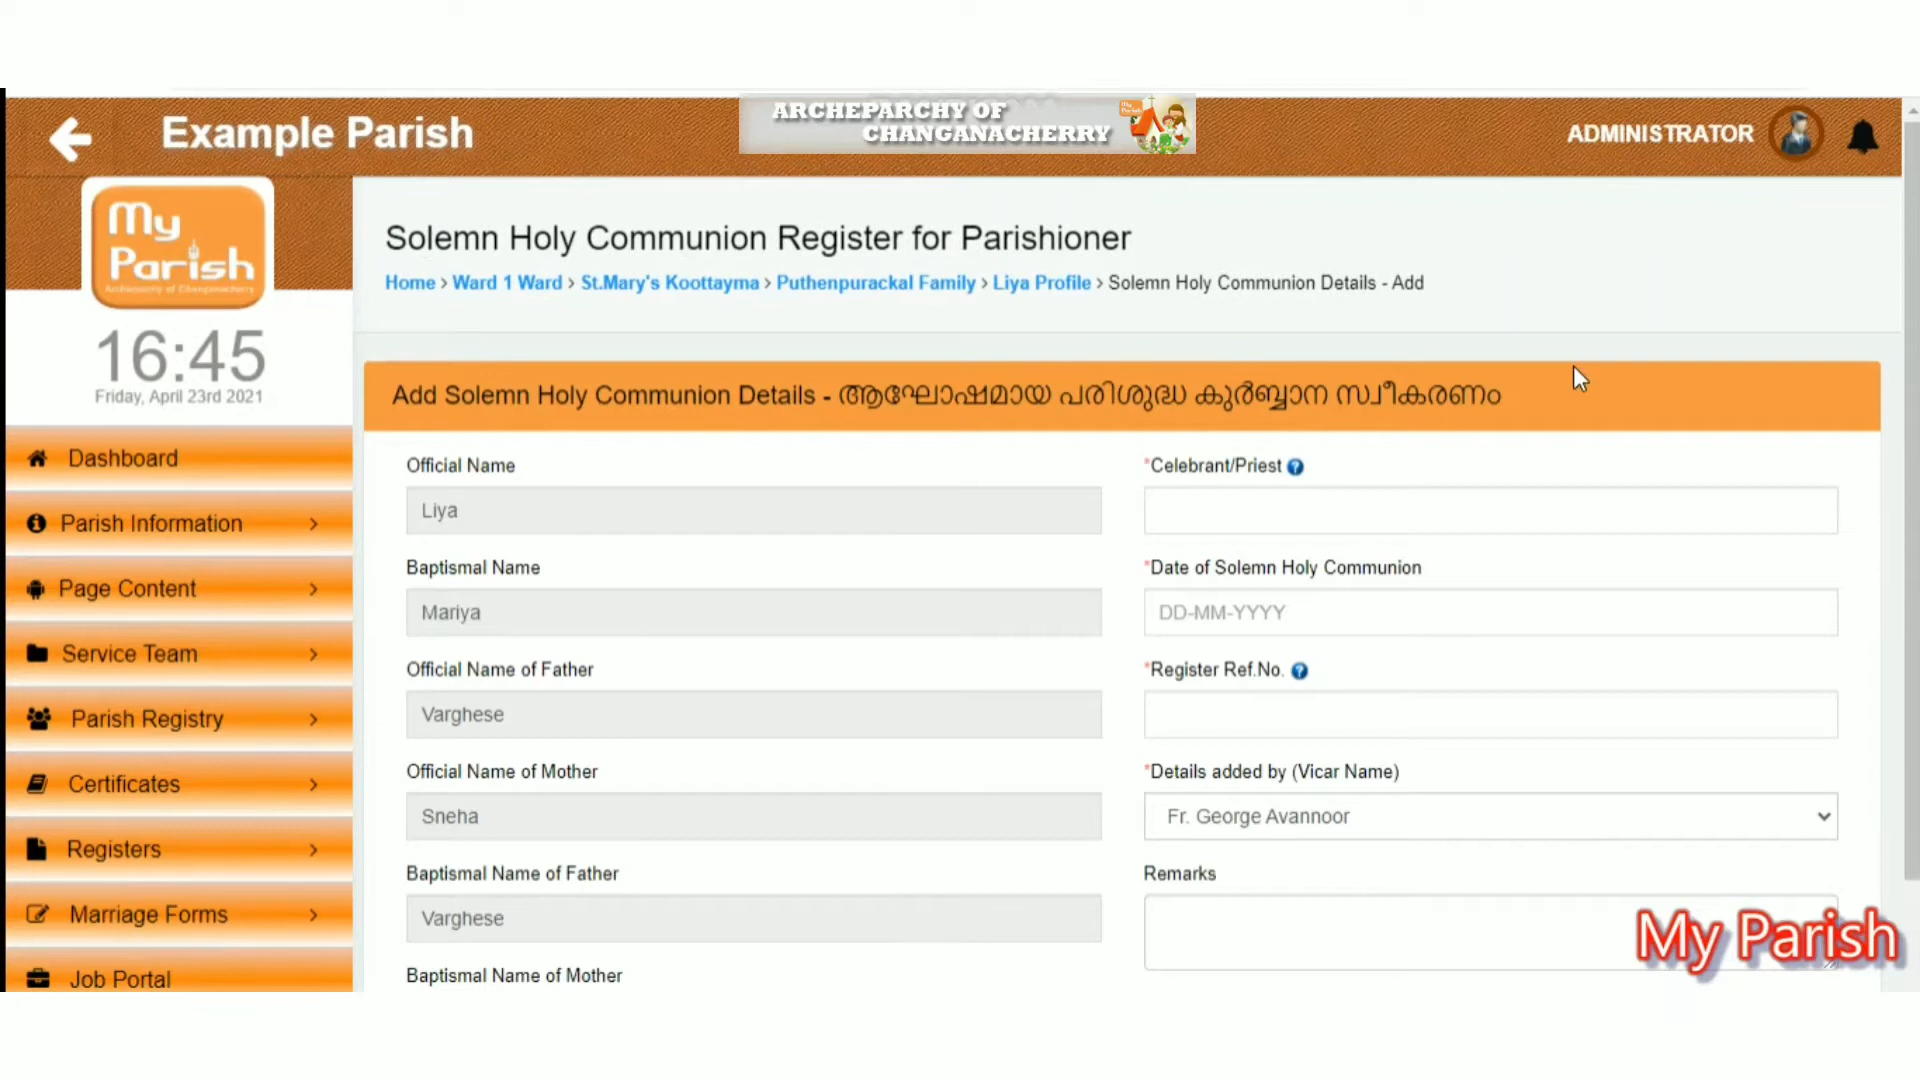 Example Parish
ARCHEPARCHY OF
CHANGANACHERRY
ADMINISTRATOR
My
Parish
Archeparchy of Changanacherry
16:45
Friday, April 23rd 2021
Dashboard
Parish Information
Page Content
Service Team
Parish Registry
Certificates
Registers
Marriage Forms
Job Portal
Solemn Holy Communion Register for Parishioner
Home > Ward 1 Ward > St.Mary's Koottayma > Puthenpurackal Family > Liya Profile > Solemn Holy Communion Details - Add
Add Solemn Holy Communion Details - ആഘോഷമായ പരിശുദ്ധ കുർബ്ബാന സ്വീകരണം
Official Name
Liya
Baptismal Name
Mariya
Official Name of Father
Varghese
Official Name of Mother
Sneha
Baptismal Name of Father
Varghese
Baptismal Name of Mother
*Celebrant/Priest ?
*Date of Solemn Holy Communion
DD-MM-YYYY
*Register Ref.No. ?
*Details added by (Vicar Name)
Fr. George Avannoor
Remarks
My Parish